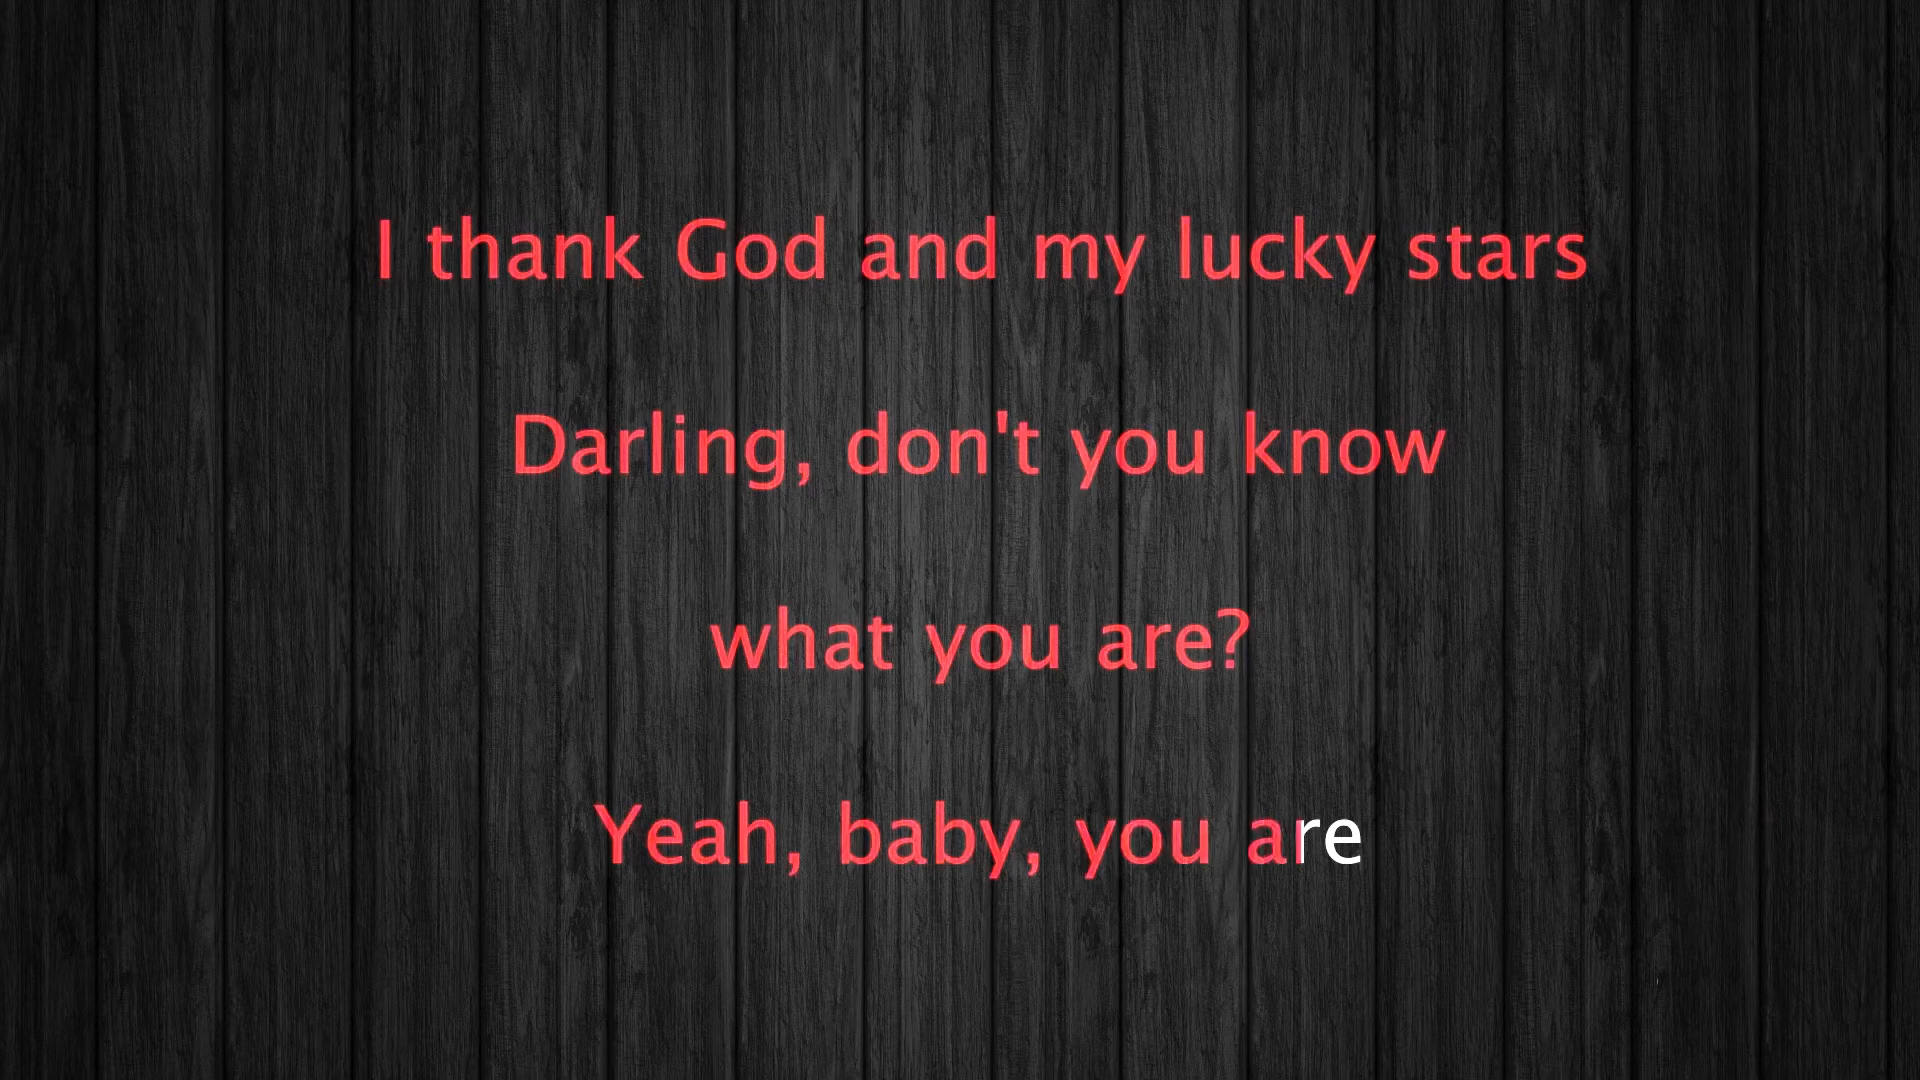 I thank God and my lucky stars
Darling, don't you know
what you are?
Yeah, baby, you are